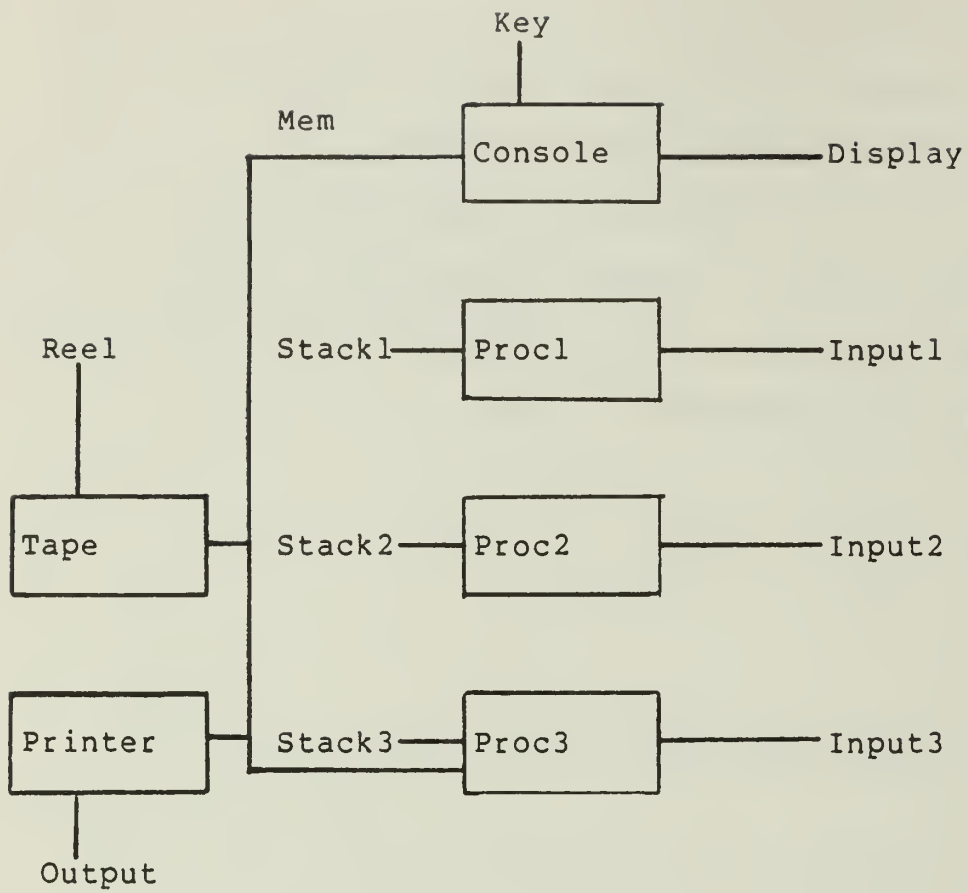 Key
Mem
Console
Display
Reel
Stack1
Proc1
Input1
Tape
Stack2
Proc2
Input2
Printer
Stack3
Proc3
Input3
Output